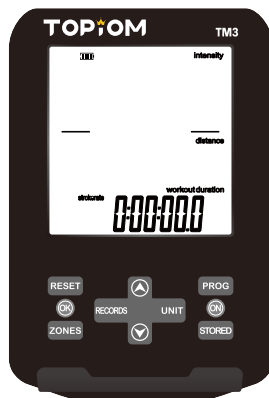 TOPIOM
TM3
intensity
distance
workout duration
strokerate
0:00:00.0
RESET
PROG
OK
RECORDS
UNIT
ON
ZONES
STORED